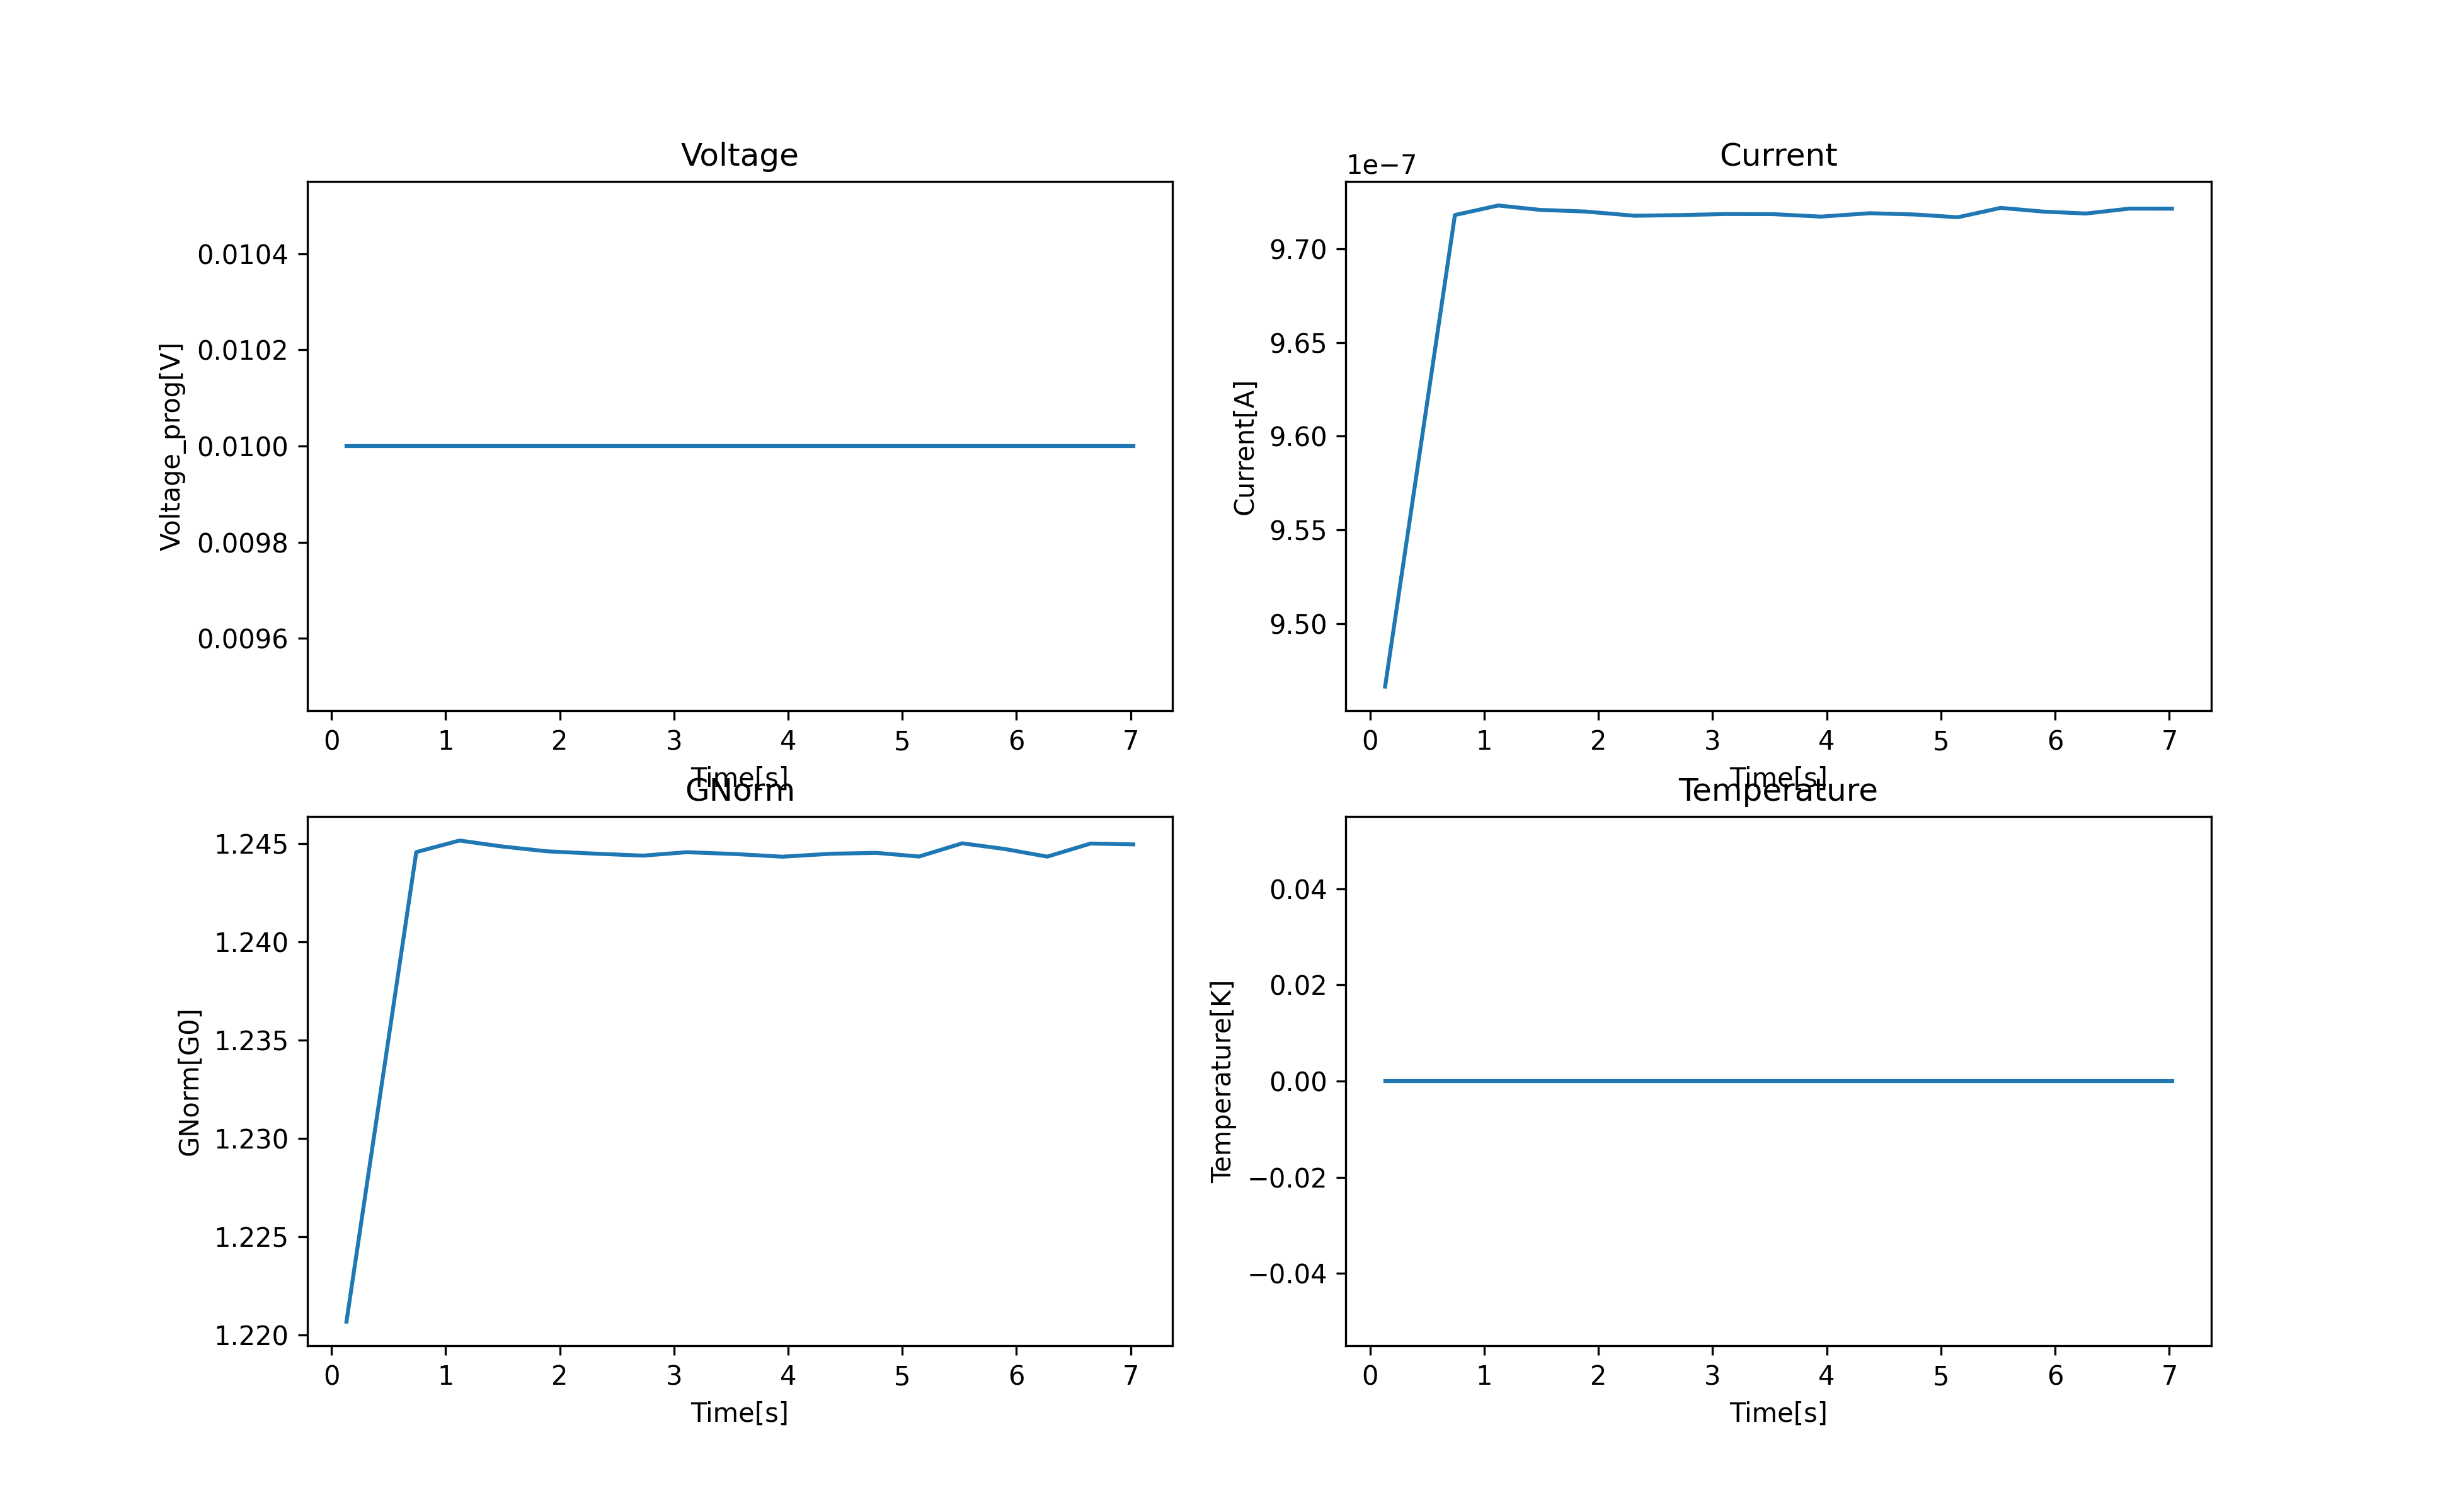 Voltage
Voltage_prog[V]
0.0104
0.0102
0.0100
0.0098
0.0096
0 1 2 3 4 5 6 7
Time[s]
Current
1e−7
Current[A]
9.70
9.65
9.60
9.55
9.50
0 1 2 3 4 5 6 7
Time[s]
GNorm
GNorm[G0]
1.245
1.240
1.235
1.230
1.225
1.220
0 1 2 3 4 5 6 7
Time[s]
Temperature
Temperature[K]
0.04
0.02
0.00
−0.02
−0.04
0 1 2 3 4 5 6 7
Time[s]